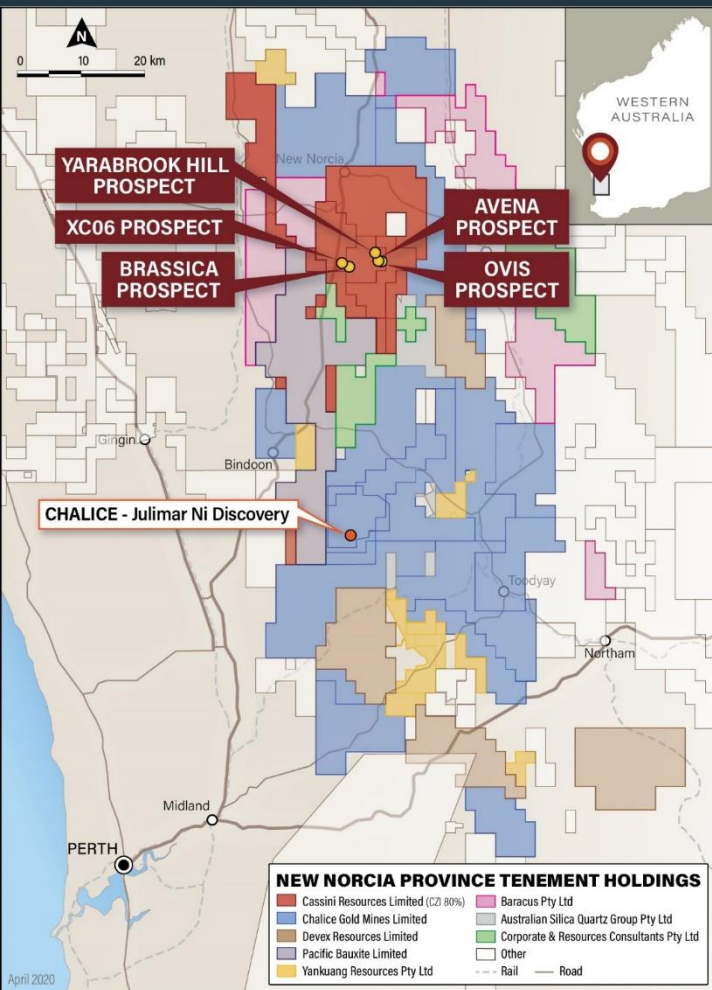 N
0 10 20 km
WESTERN
AUSTRALIA
New Norcia
YARABROOK HILL
PROSPECT
XC06 PROSPECT
BRASSICA
PROSPECT
AVENA
PROSPECT
OVIS
PROSPECT
Gingin
Bindoon
CHALICE - Julimar Ni Discovery
Toodyay
Northam
Midland
PERTH
NEW NORCIA PROVINCE TENEMENT HOLDINGS
Cassini Resources Limited (CZI 80%)
Chalice Gold Mines Limited
Devex Resources Limited
Pacific Bauxite Limited
Yankuang Resources Pty Ltd
Baracus Pty Ltd
Australian Silica Quartz Group Pty Ltd
Corporate & Resources Consultants Pty Ltd
Other
Rail Road
April 2020